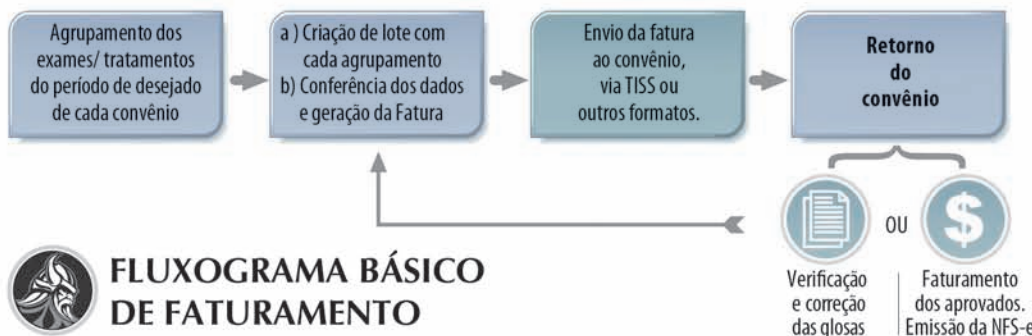 Agrupamento dos
exames/ tratamentos
do período de desejado
de cada convênio
a ) Criação de lote com
cada agrupamento
b) Conferência dos dados
e geração da Fatura
Envio da fatura
ao convênio,
via TISS ou
outros formatos.
Retorno
do
convênio
$
OU
Verificação
e correção
das glosas
Faturamento
dos aprovados.
Emissão da NFS-e
FLUXOGRAMA BÁSICO
DE FATURAMENTO